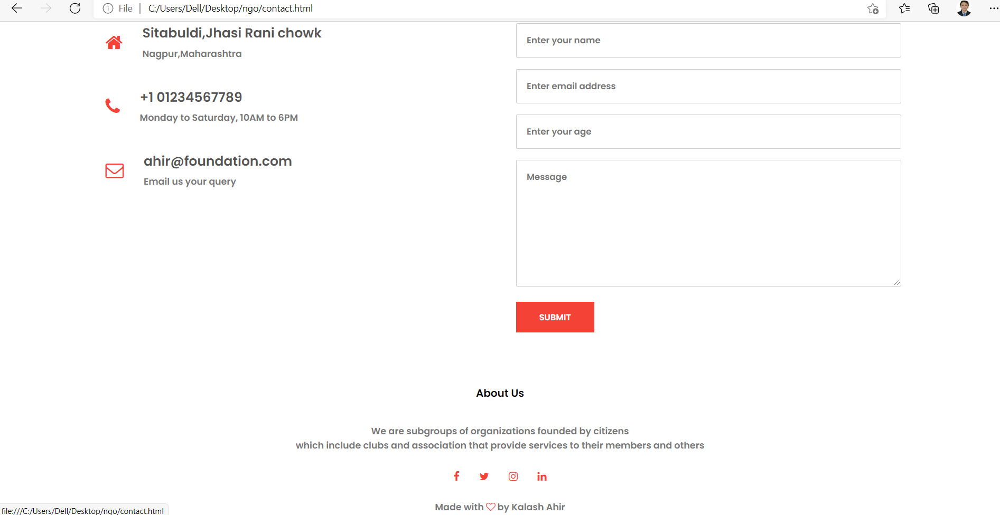 File | C:/Users/Dell/Desktop/ngo/contact.html
Sitabuldi,Jhasi Rani chowk
Nagpur,Maharashtra
+1 01234567789
Monday to Saturday, 10AM to 6PM
ahir@foundation.com
Email us your query
Enter your name
Enter email address
Enter your age
Message
SUBMIT
About Us
We are subgroups of organizations founded by citizens
which include clubs and association that provide services to their members and others
Made with ♡ by Kalash Ahir
file:///C:/Users/Dell/Desktop/ngo/contact.html